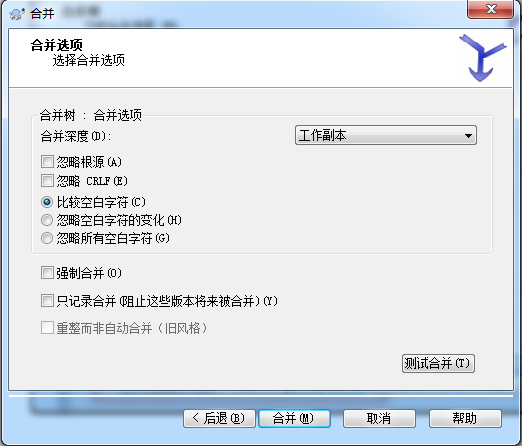 合并
合并选项
选择合并选项
合并树 : 合并选项
合并深度(D):
工作副本
忽略根源(A)
忽略 CRLF(E)
比较空白字符(C)
忽略空白字符的变化(H)
忽略所有空白字符(G)
强制合并(O)
只记录合并(阻止这些版本将来被合并)(Y)
重整而非自动合并（旧风格）
测试合并(T)
< 后退(B)
合并(M)
取消
帮助